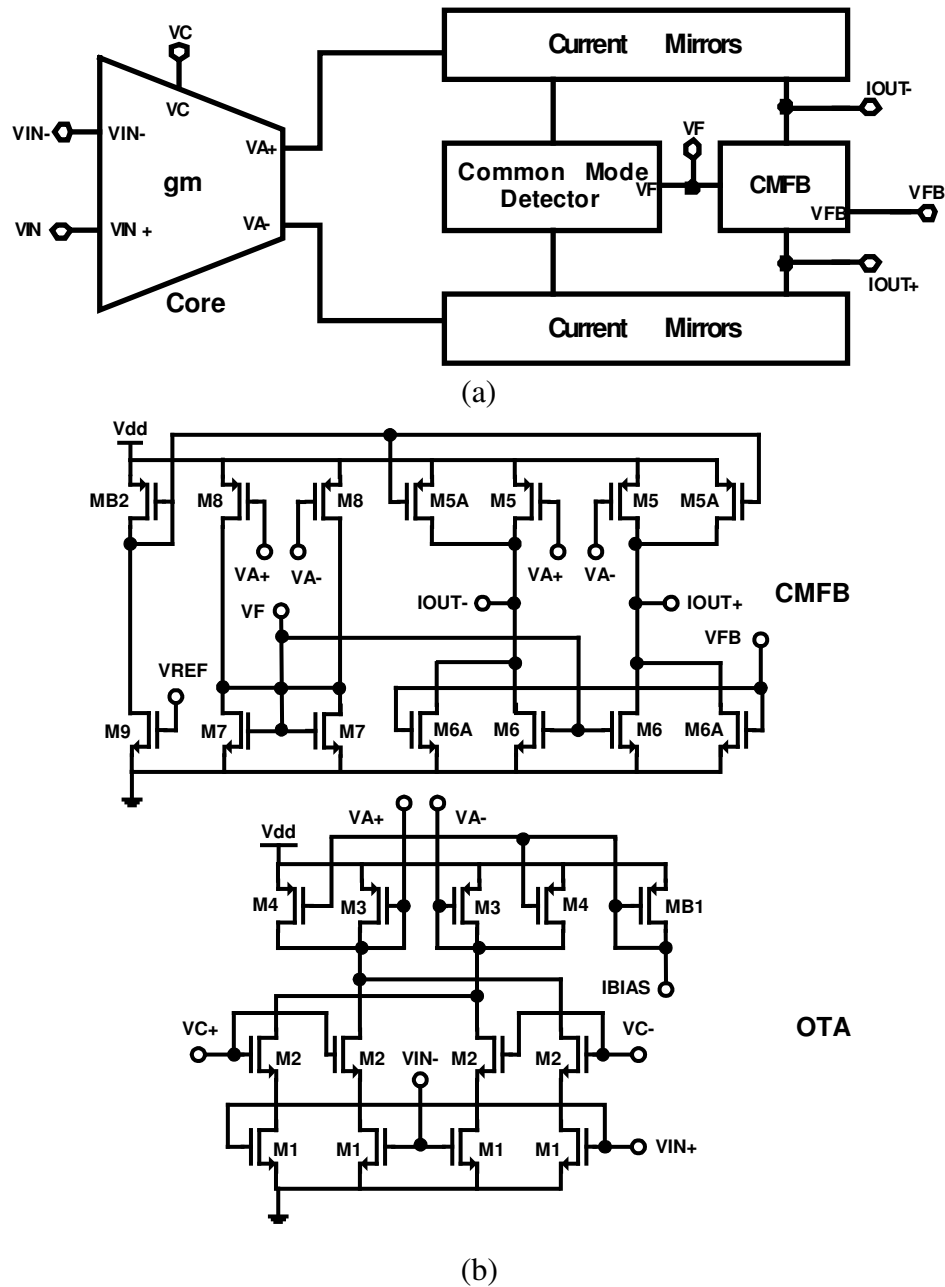 VC
Current Mirrors
IOUT-
VC
VIN-
VIN-
VA+
VF
gm
Common Mode
Detector
VF
CMFB
VFB
VFB
VIN
VIN +
VA-
IOUT+
Core
Current Mirrors
(a)
Vdd
MB2
M8
M8
M5A
M5
M5
M5A
VA+
VA-
VA+
VA-
VF
IOUT-
IOUT+
CMFB
VFB
VREF
M9
M7
M7
M6A
M6
M6
M6A
VA+
VA-
Vdd
M4
M3
M3
M4
MB1
IBIAS
OTA
VC+
VC-
M2
M2
VIN-
M2
M2
M1
M1
M1
M1
VIN+
(b)